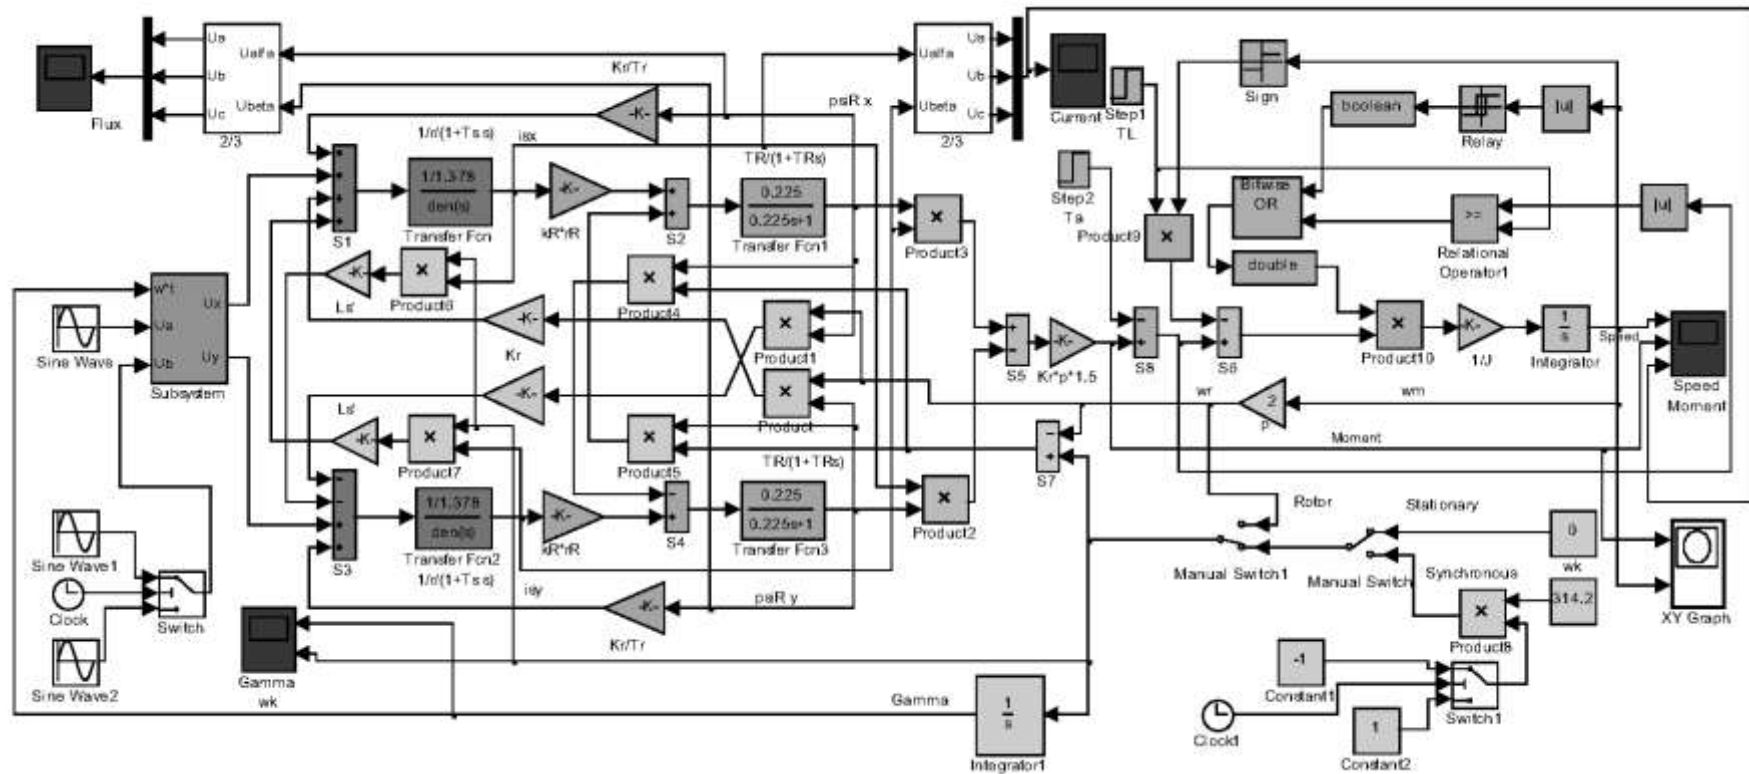 Flux
Ua
Ub
Uc
Ualfa
Ubeta
2/3
Kr/Tr
psiR x
1/r'(1+Tss)
isx
TR/(1+TRs)
Ualfa
Ubeta
Ua
Ub
Uc
2/3
Current
Step1
TL
Sign
boolean
Relay
|u|
Step2
Ta
Product9
Bitwise
OR
>=
Relational
Operator1
|u|
double
S1
1/1.378
den(s)
Transfer Fcn
-K-
kR*rR
S2
0.225
0.225s+1
Transfer Fcn1
Product3
-K-
Ls'
Product6
Product4
-K-
Kr
Product1
w*t
Ua
Ub
Ux
Uy
Subsystem
Sine Wave
S5
-K-
Kr*p*1.5
S8
S6
Product10
-K-
1/J
1
s
Integrator
Speed
Speed
Moment
-K-
Ls'
-K-
Product7
Product5
Product
wr
2
p
wm
Moment
S7
TR/(1+TRs)
S3
1/1.378
den(s)
Transfer Fcn2
1/r'(1+Tss)
-K-
kR*rR
S4
0.225
0.225s+1
Transfer Fcn3
Product2
Sine Wave1
Clock
Switch
Sine Wave2
isy
-K-
Kr/Tr
psiR y
Gamma
wk
Gamma
1
s
Integrator1
Rotor
Manual Switch1
Stationary
Manual Switch
Synchronous
0
wk
314.2
Product8
XY Graph
-1
Constant1
Clock1
1
Constant2
Switch1